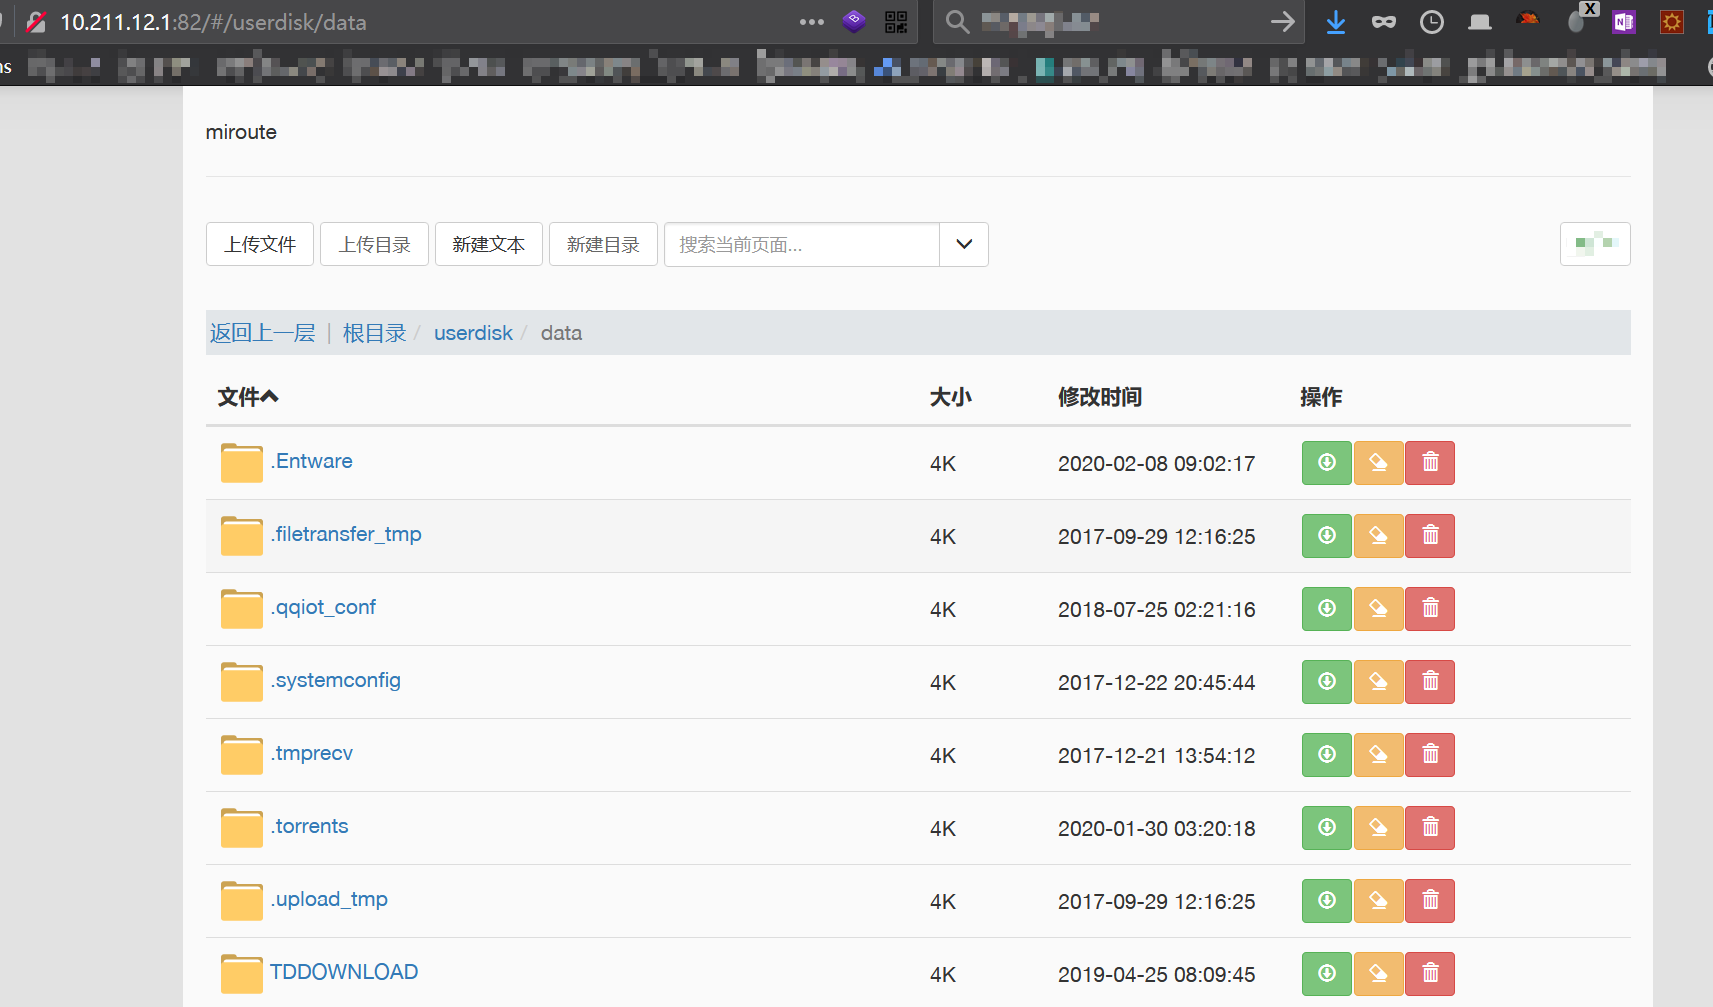 10.211.12.1:82/#/userdisk/data
X
N
ns
miroute
上传文件 上传目录 新建文本 新建目录 搜索当前页面...
返回上一层 | 根目录 / userdisk / data
文件 大小 修改时间 操作
.Entware 4K 2020-02-08 09:02:17
.filetransfer_tmp 4K 2017-09-29 12:16:25
.qqiot_conf 4K 2018-07-25 02:21:16
.systemconfig 4K 2017-12-22 20:45:44
.tmprecv 4K 2017-12-21 13:54:12
.torrents 4K 2020-01-30 03:20:18
.upload_tmp 4K 2017-09-29 12:16:25
TDDOWNLOAD 4K 2019-04-25 08:09:45